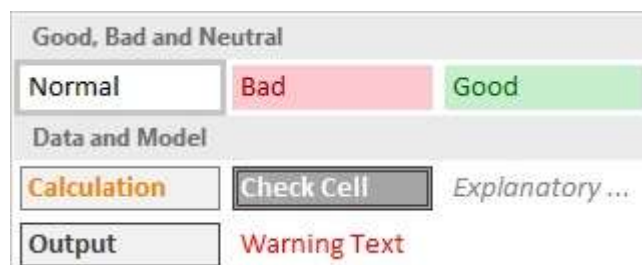 Good, Bad and Neutral
Normal Bad Good
Data and Model
Calculation Check Cell Explanatory ...
Output Warning Text